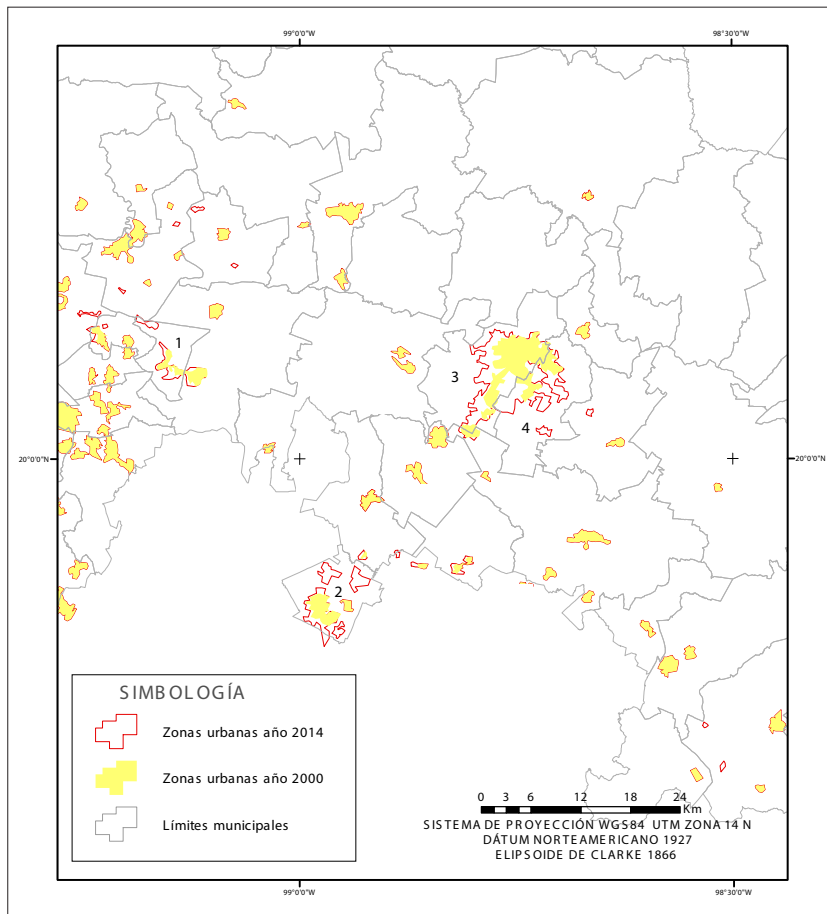 99°0'0"W
98°30'0"W
1
3
4
20°0'0"N
20°0'0"N
2
SIMBOLOGÍA
Zonas urbanas año 2014
Zonas urbanas año 2000
Límites municipales
0 3 6 12 18 24
Km
SISTEMA DE PROYECCIÓN WGS84 UTM ZONA 14 N
DÁTUM NORTEAMERICANO 1927
ELIPSOIDE DE CLARKE 1866
99°0'0"W
98°30'0"W